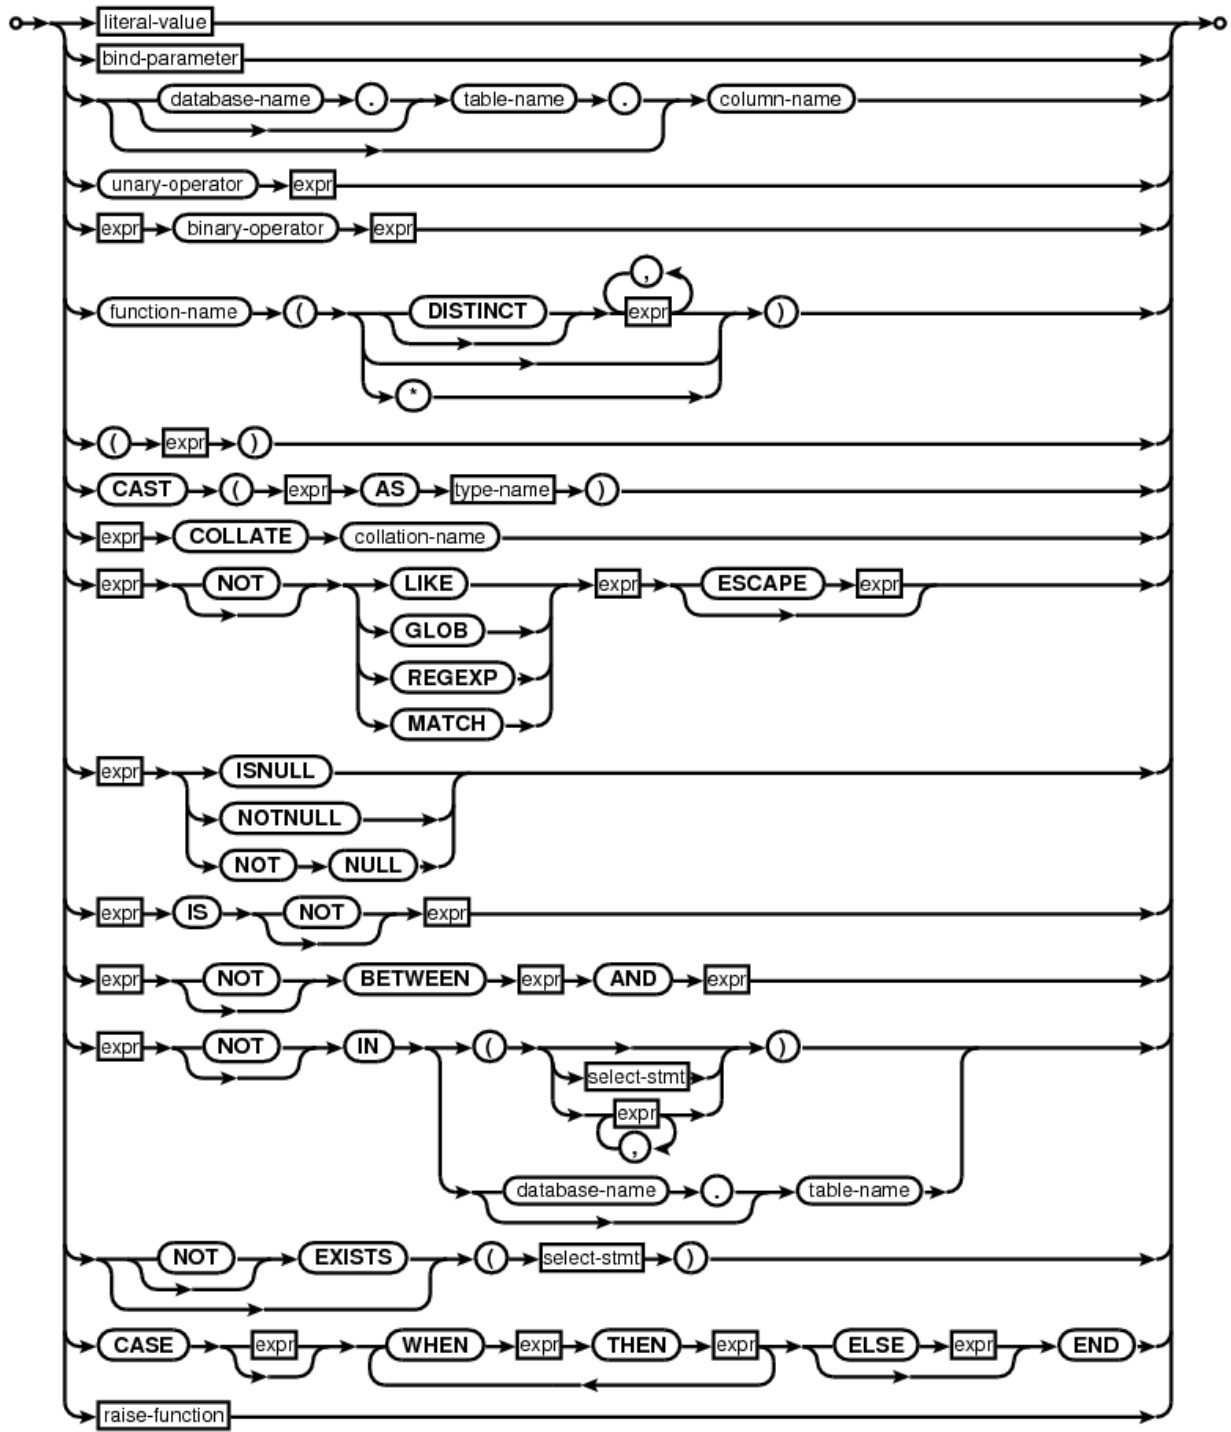 literal-value
bind-parameter
database-name . table-name . column-name
unary-operator expr
expr binary-operator expr
,
function-name ( DISTINCT expr )
*
( expr )
CAST ( expr AS type-name )
expr COLLATE collation-name
expr NOT LIKE expr ESCAPE expr
GLOB
REGEXP
MATCH
expr ISNULL
NOTNULL
NOT NULL
expr IS NOT expr
expr NOT BETWEEN expr AND expr
expr NOT IN ( )
select-stmt
expr
,
database-name . table-name
NOT EXISTS ( select-stmt )
CASE expr WHEN expr THEN expr ELSE expr END
raise-function